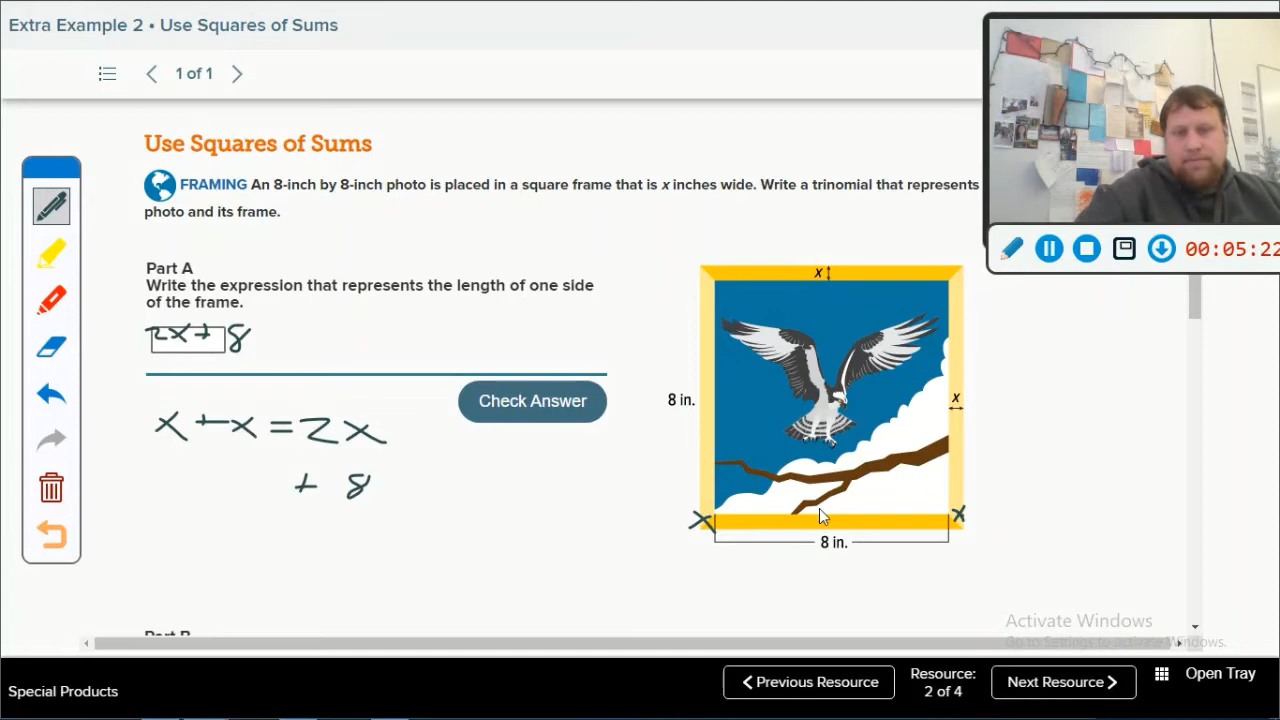 Extra Example 2 • Use Squares of Sums
1 of 1
Use Squares of Sums
FRAMING An 8-inch by 8-inch photo is placed in a square frame that is x inches wide. Write a trinomial that represents
photo and its frame.
Part A
Write the expression that represents the length of one side
of the frame.
2x+8
Check Answer
x+x=2x
+ 8
x
8 in.
x
x
x
8 in.
00:05:22
Part B
Activate Windows
Go to Settings to activate Windows.
Special Products
Previous Resource
Resource:
2 of 4
Next Resource
Open Tray